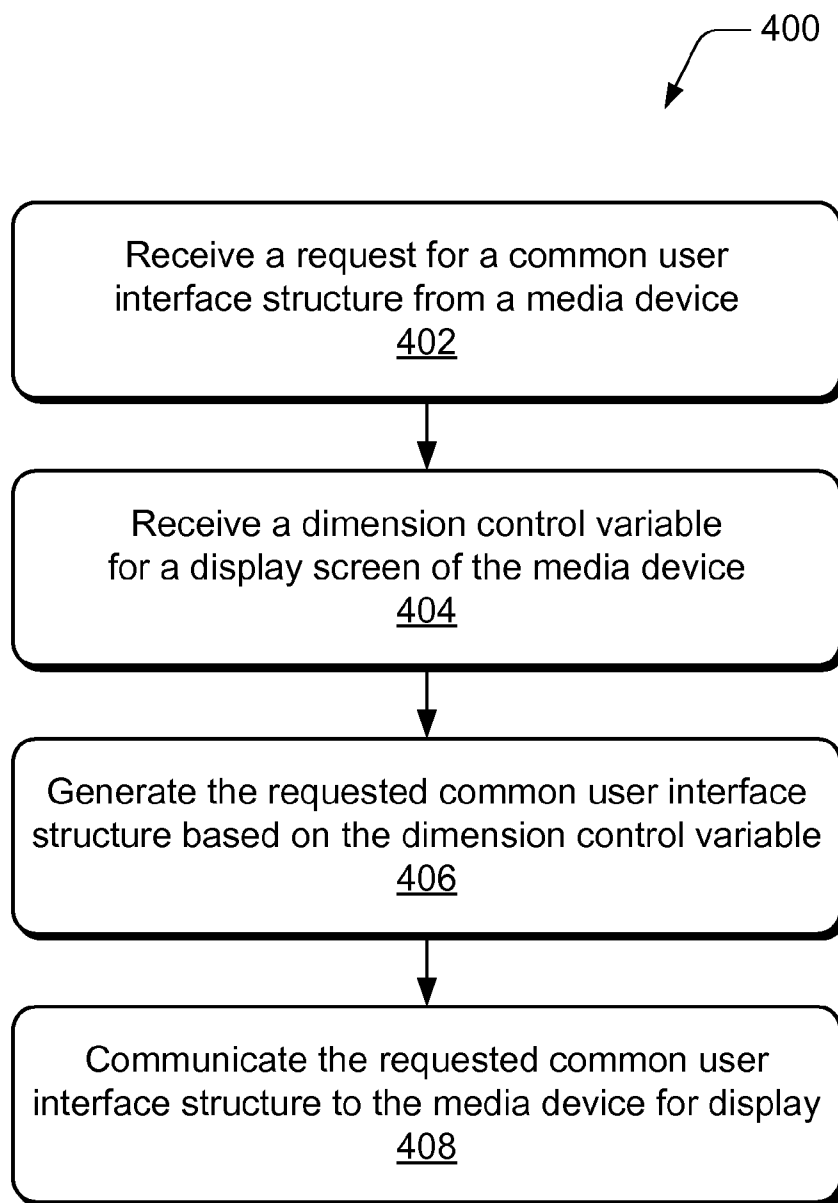 400
Receive a request for a common user
interface structure from a media device
402
Receive a dimension control variable
for a display screen of the media device
404
Generate the requested common user interface
structure based on the dimension control variable
406
Communicate the requested common user
interface structure to the media device for display
408